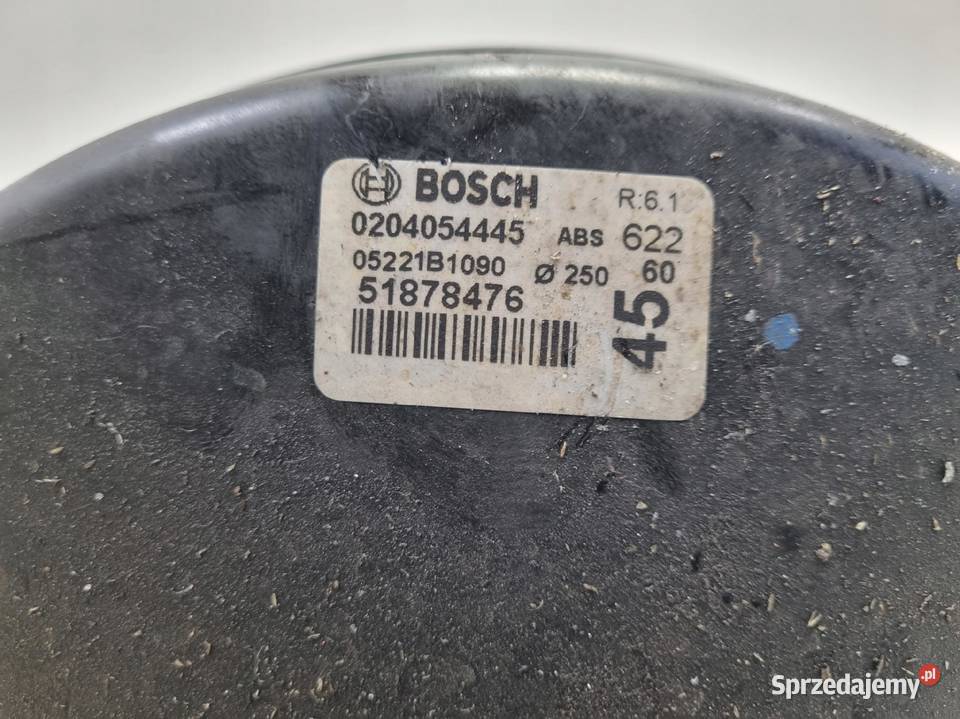 BOSCH R:6.1
0204054445 ABS 622
05221B1090 Ø 250 60
51878476
45
Sprzedajemy.pl